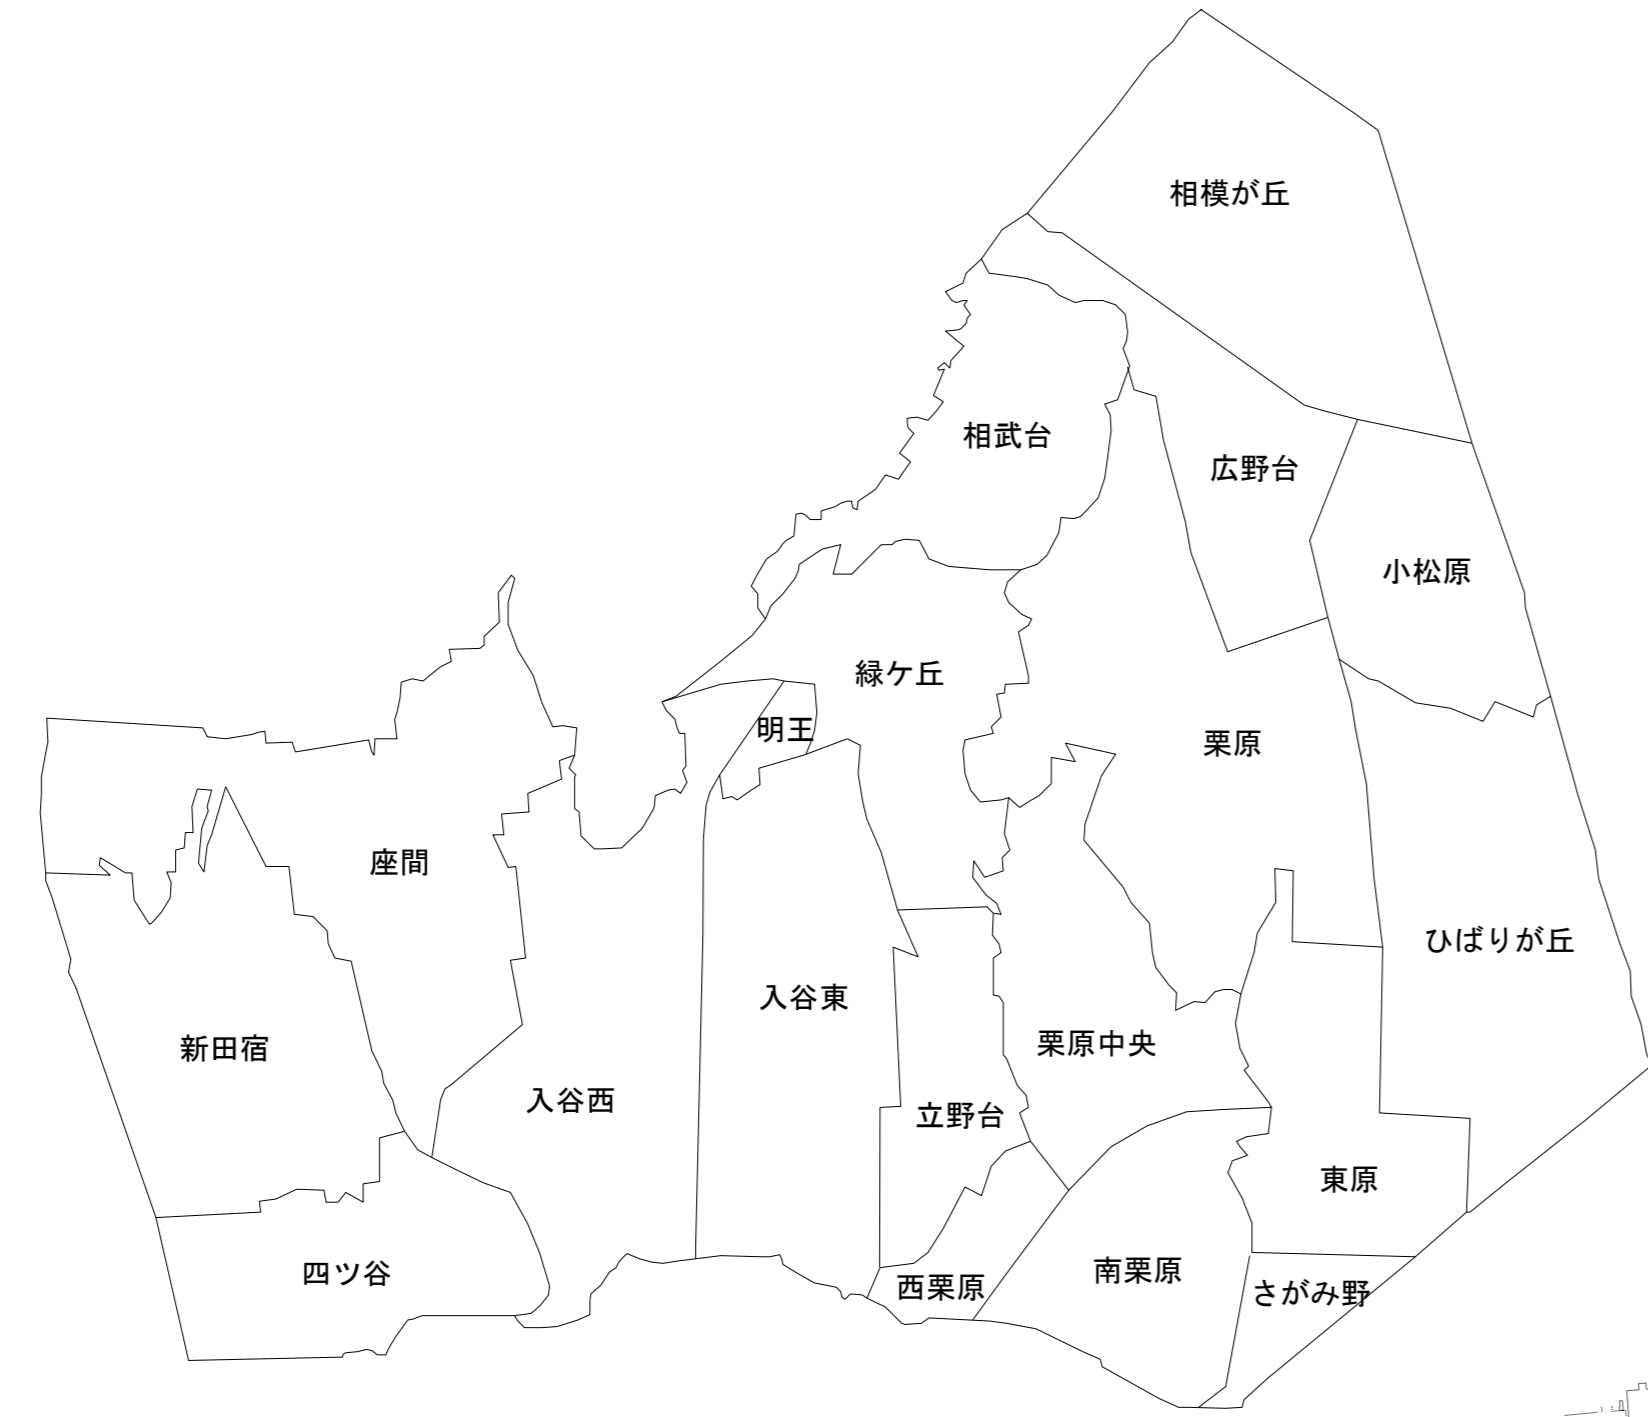 相模が丘
相武台
広野台
小松原
緑ケ丘
明王
栗原
座間
ひばりが丘
入谷東
新田宿
栗原中央
入谷西
立野台
東原
四ツ谷
南栗原
西栗原
さがみ野